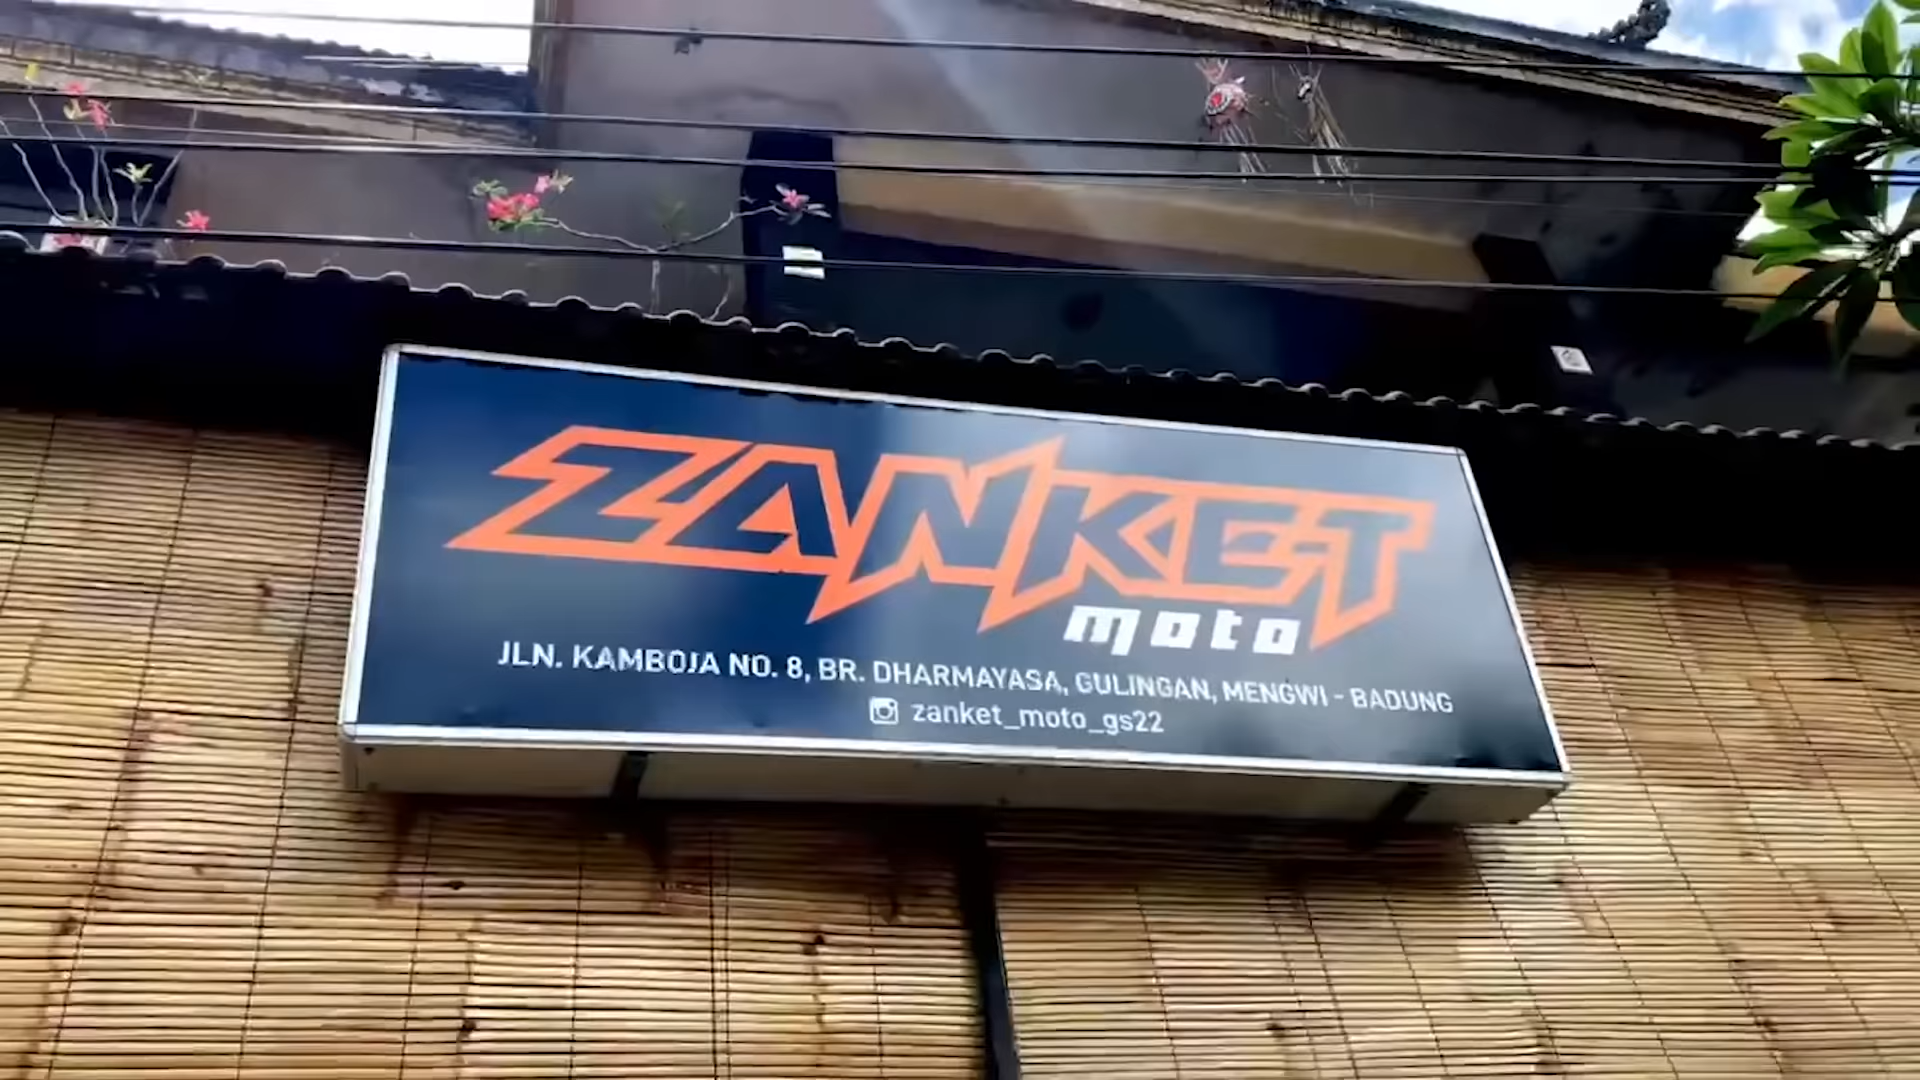 ZANKET
moto
JLN. KAMBOJA NO. 8, BR. DHARMAYASA, GULINGAN, MENGWI - BADUNG
zanket_moto_gs22